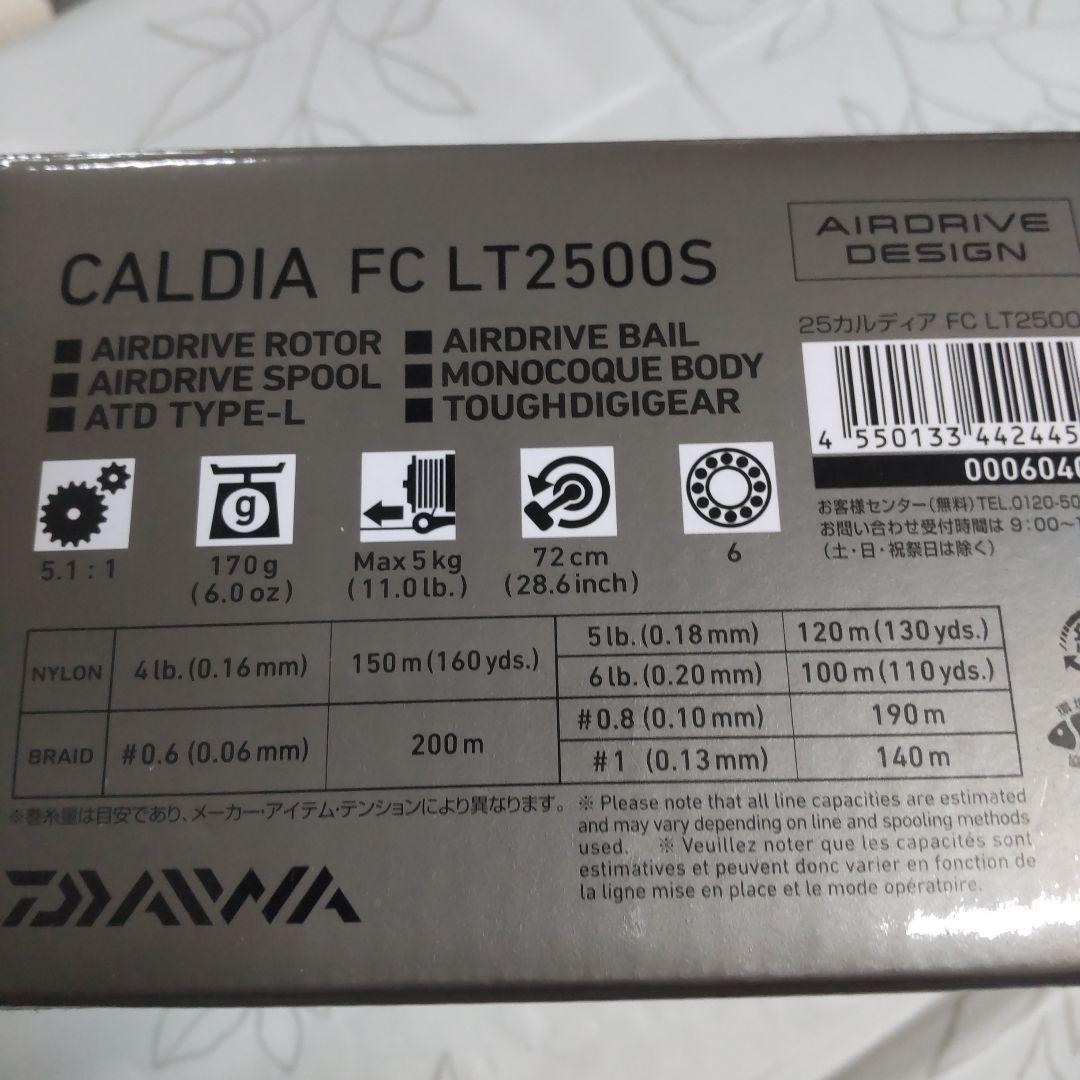 AIRDRIVE
DESIGN
CALDIA FC LT2500S
■ AIRDRIVE ROTOR ■ AIRDRIVE BAIL
■ AIRDRIVE SPOOL ■ MONOCOQUE BODY
■ ATD TYPE-L ■ TOUGHDIGIGEAR
25カルディア FC LT2500
4 550133 442445
0006040
お客様センター(無料)TEL.0120-50
お問い合わせ受付時間は 9:00~1
(土・日・祝祭日は除く)
g
5.1 : 1
170 g
(6.0 oz)
Max 5 kg
(11.0 lb.)
72 cm
(28.6 inch)
6
NYLON 4 lb. (0.16 mm) 150 m (160 yds.) 5 lb. (0.18 mm) 120 m (130 yds.)
6 lb. (0.20 mm) 100 m (110 yds.)
BRAID #0.6 (0.06 mm) 200 m #0.8 (0.10 mm) 190 m
#1 (0.13 mm) 140 m
※巻糸量は目安であり、メーカー・アイテム・テンションにより異なります。
※ Please note that all line capacities are estimated
and may vary depending on line and spooling methods
used. ※ Veuillez noter que les capacités sont
estimatives et peuvent donc varier en fonction de
la ligne mise en place et le mode opératoire.
DAIWA